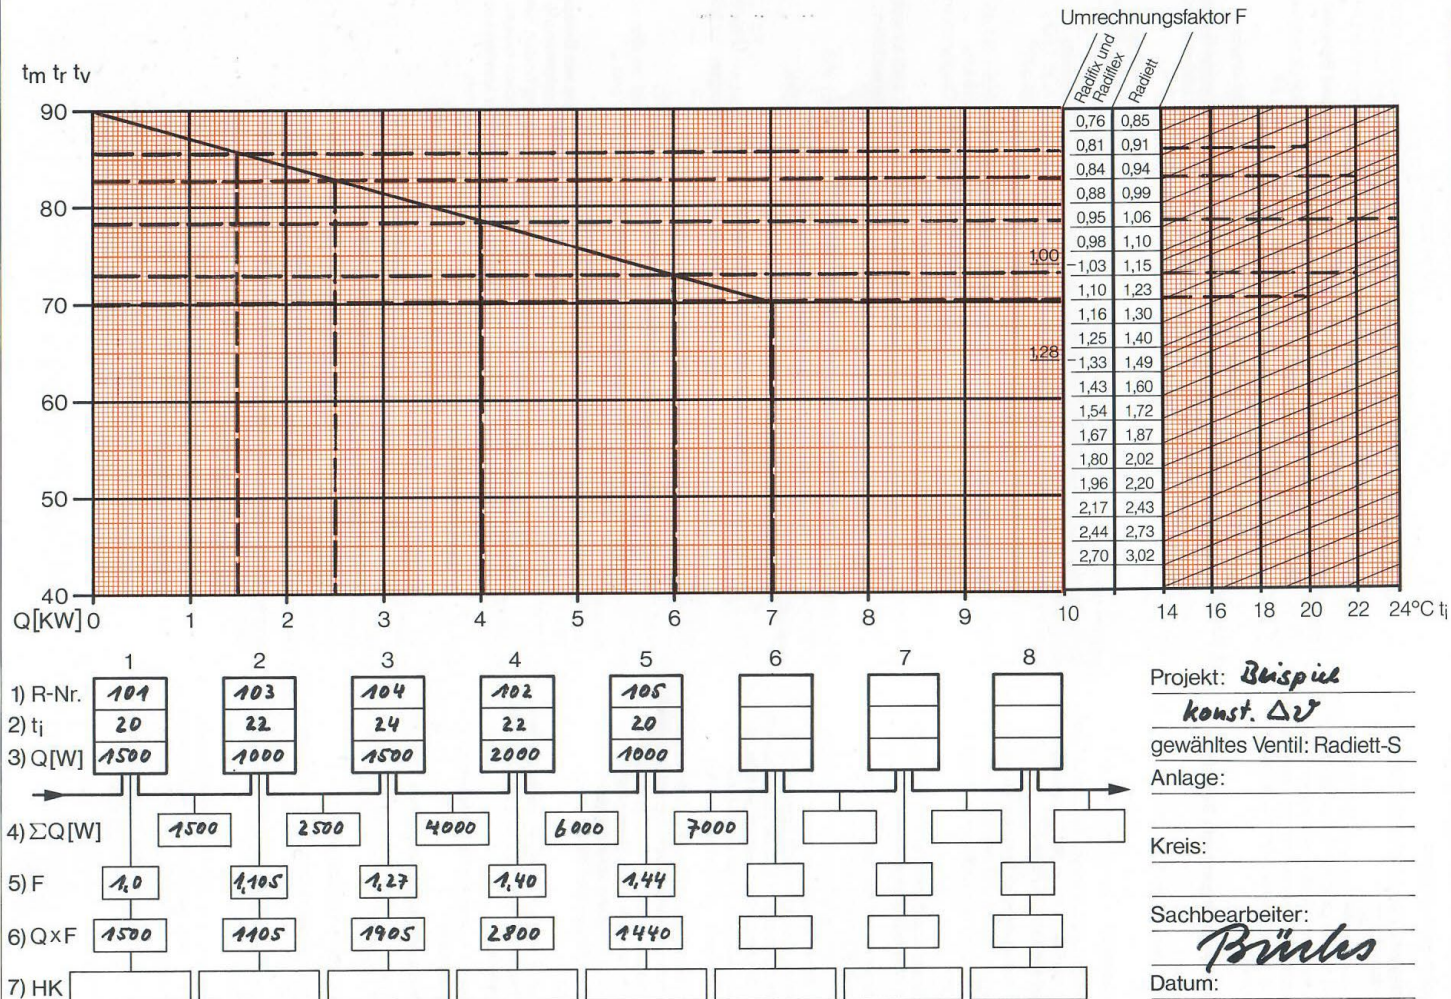 Umrechnungsfaktor F
Radifix und Radiflex
Radiett
tm tr tv
90
80
70
60
50
40
0,76 0,85
0,81 0,91
0,84 0,94
0,88 0,99
0,95 1,06
0,98 1,10
1,00
1,03 1,15
1,10 1,23
1,16 1,30
1,25 1,40
1,28
1,33 1,49
1,43 1,60
1,54 1,72
1,67 1,87
1,80 2,02
1,96 2,20
2,17 2,43
2,44 2,73
2,70 3,02
Q[KW] 0 1 2 3 4 5 6 7 8 9 10 14 16 18 20 22 24°C ti
1 2 3 4 5 6 7 8
1) R-Nr. 101 103 104 102 105
2) ti 20 22 24 22 20
3) Q[W] 1500 1000 1500 2000 1000
4) ΣQ[W] 1500 2500 4000 6000 7000
5) F 1,0 1,105 1,27 1,40 1,44
6) QxF 1500 1105 1905 2800 1440
7) HK
Projekt: Beispiel
konst. Δϑ
gewähltes Ventil: Radiett-S
Anlage:
Kreis:
Sachbearbeiter:
Datum: